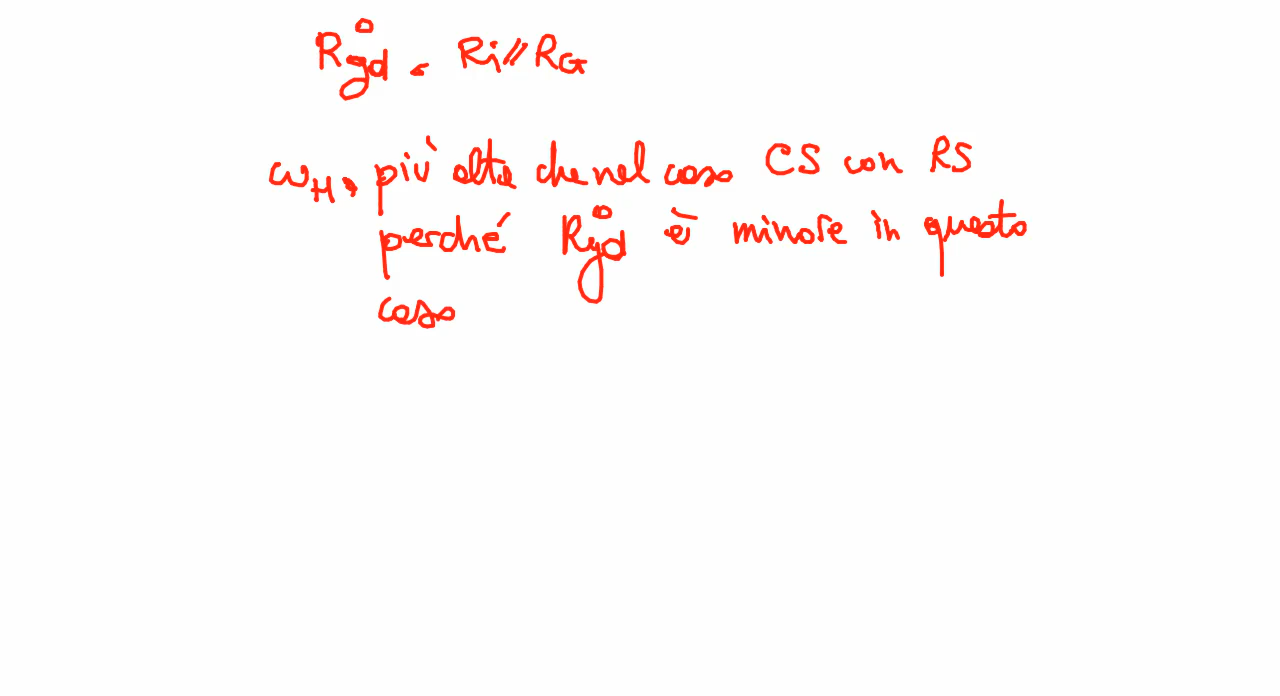 R°gd = Ri//RG
ωH, più alta che nel caso CS con RS
perché R°gd è minore in questo
caso